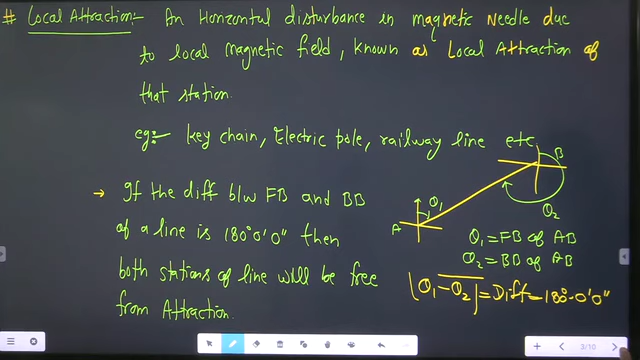 # Local Attraction:- An Horizontal disturbance in magnetic Needle due
to local magnetic field, known as Local Attraction of
that station.
eg:- Key chain, Electric pole, railway line etc.
→ If the diff b/w FB and BB
of a line is 180°0'0" then
both stations of line will be free
from Attraction.
B
θ1
A
θ2
θ1 = FB of AB
θ2 = BB of AB
|θ1 - θ2| = Diff = 180°-0'0"
3/10